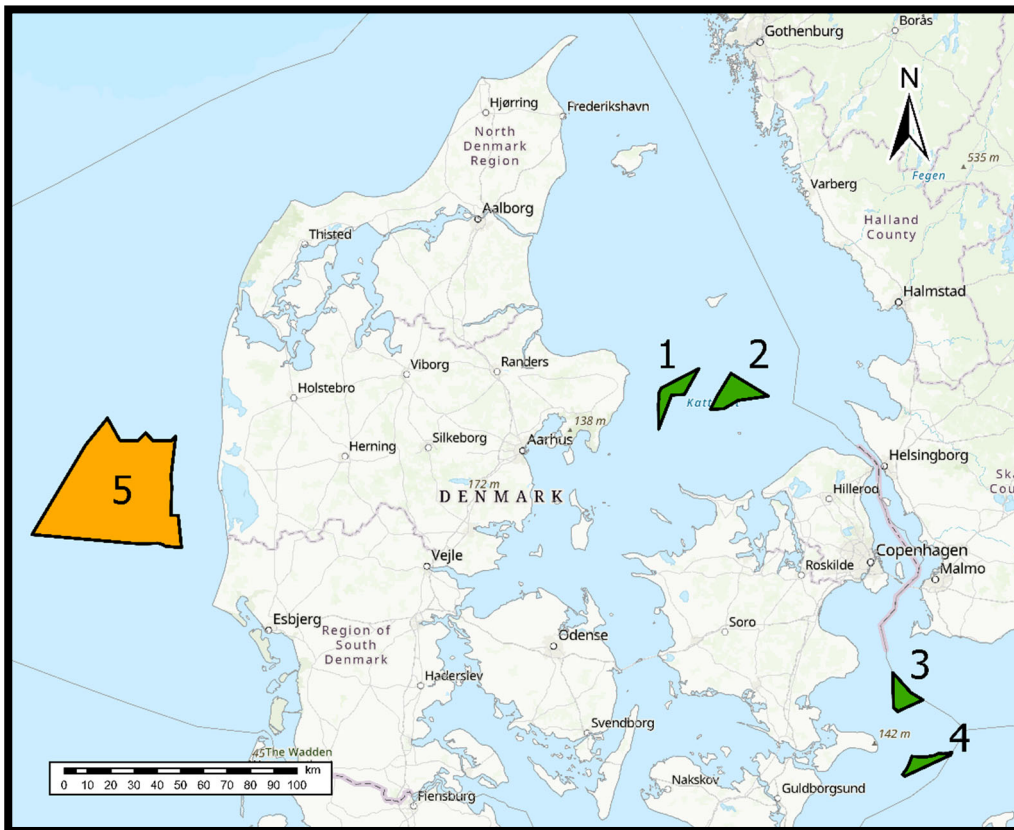 Gothenburg
Borås
N
Hjørring
Frederikshavn
North
Denmark
Region
535 m
Fegen
Varberg
Aalborg
Halland
County
Thisted
Halmstad
1
2
Viborg
Randers
Holstebro
138 m
Silkeborg
Aarhus
Herning
Helsingborg
5
172 m
DENMARK
Hillerod
Vejle
Copenhagen
Roskilde
Malmo
Esbjerg
Region of
South
Denmark
Soro
Odense
3
Haderslev
Svendborg
142 m
4
The Wadden
km
0 10 20 30 40 50 60 70 80 90 100
Nakskov
Guldborgsund
Flensburg